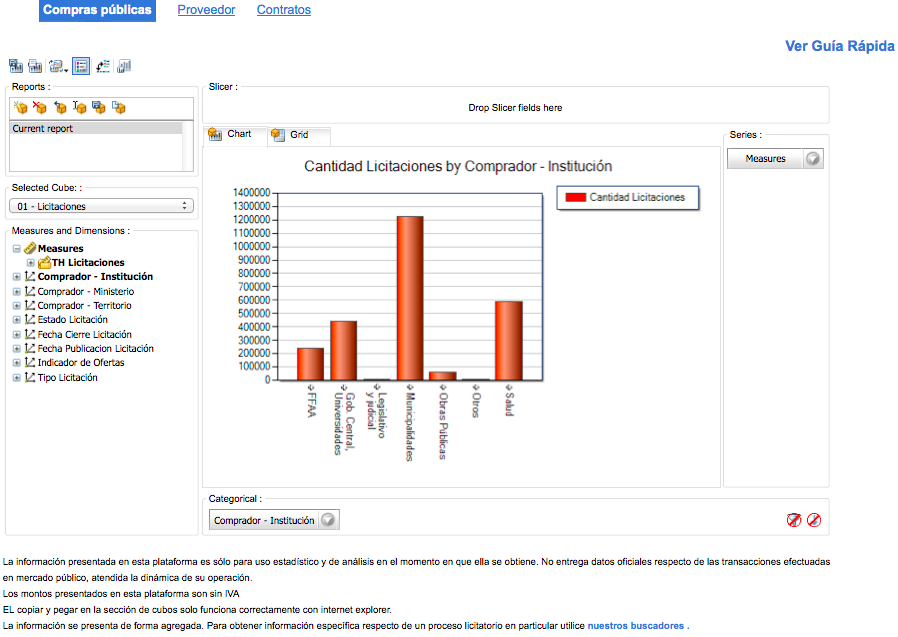 Compras públicas Proveedor Contratos
Ver Guía Rápida
Reports :
Current report
Selected Cube: :
01 - Licitaciones
Measures and Dimensions :
Measures
TH Licitaciones
Comprador - Institución
Comprador - Ministerio
Comprador - Territorio
Estado Licitación
Fecha Cierre Licitación
Fecha Publicacion Licitación
Indicador de Ofertas
Tipo Licitación
Slicer :
Drop Slicer fields here
Chart Grid
Cantidad Licitaciones by Comprador - Institución
1400000
1300000
1200000
1100000
1000000
900000
800000
700000
600000
500000
400000
300000
200000
100000
0
FFAA
Gob. Central,
Universidades
Legislativo
y judicial
Municipalidades
Obras Públicas
Otros
Salud
Cantidad Licitaciones
Series :
Measures
Categorical :
Comprador - Institución
La información presentada en esta plataforma es sólo para uso estadístico y de análisis en el momento en que ella se obtiene. No entrega datos oficiales respecto de las transacciones efectuadas
en mercado público, atendida la dinámica de su operación.
Los montos presentados en esta plataforma son sin IVA
EL copiar y pegar en la sección de cubos solo funciona correctamente con internet explorer.
La información se presenta de forma agregada. Para obtener información específica respecto de un proceso licitatorio en particular utilice nuestros buscadores .